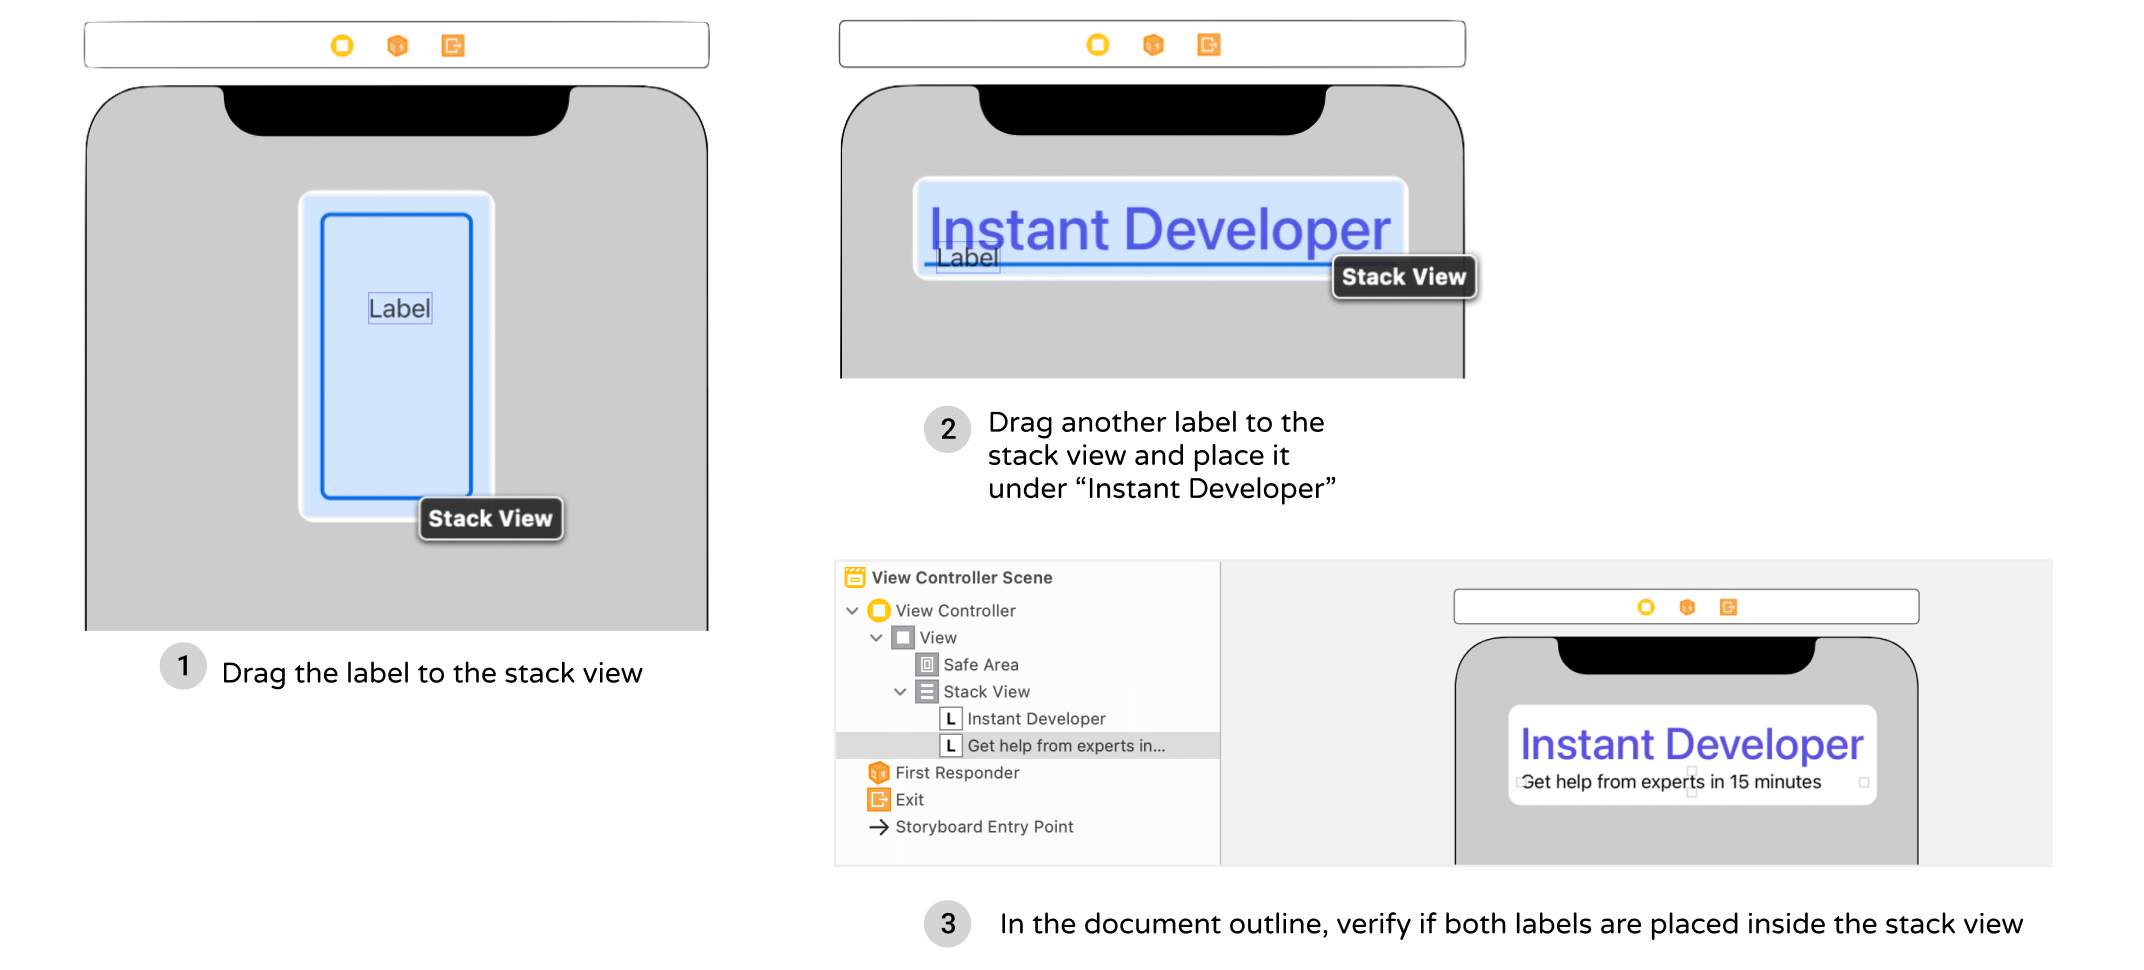 Label
Stack View
1 Drag the label to the stack view
Instant Developer
Label
Stack View
2 Drag another label to the
stack view and place it
under “Instant Developer”
View Controller Scene
View Controller
View
Safe Area
Stack View
L Instant Developer
L Get help from experts in...
First Responder
Exit
Storyboard Entry Point
Instant Developer
Get help from experts in 15 minutes
3 In the document outline, verify if both labels are placed inside the stack view